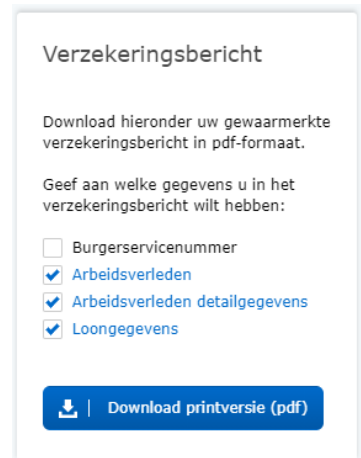 Verzekeringsbericht
Download hieronder uw gewaarmerkte
verzekeringsbericht in pdf-formaat.
Geef aan welke gegevens u in het
verzekeringsbericht wilt hebben:
Burgerservicenummer
Arbeidsverleden
Arbeidsverleden detailgegevens
Loongegevens
Download printversie (pdf)